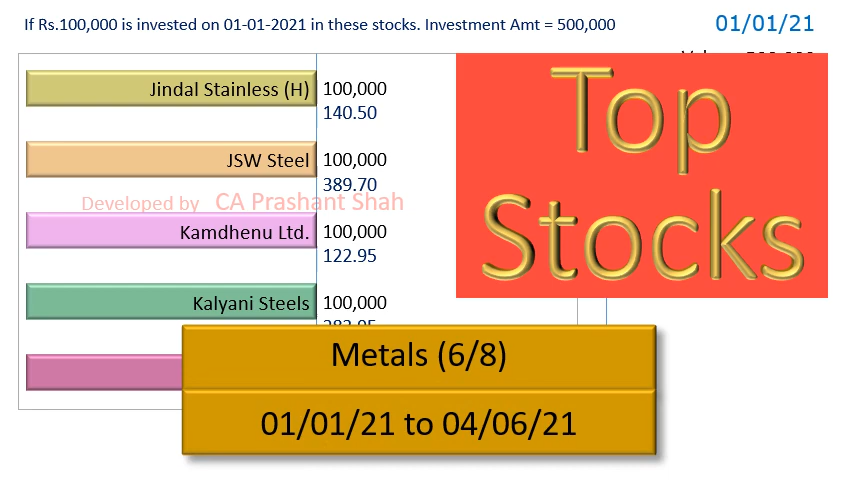 If Rs.100,000 is invested on 01-01-2021 in these stocks. Investment Amt = 500,000
01/01/21
Jindal Stainless (H)
100,000
140.50
JSW Steel
100,000
389.70
Developed by CA Prashant Shah
Kamdhenu Ltd.
100,000
122.95
Kalyani Steels
100,000
Top
Stocks
Metals (6/8)
01/01/21 to 04/06/21